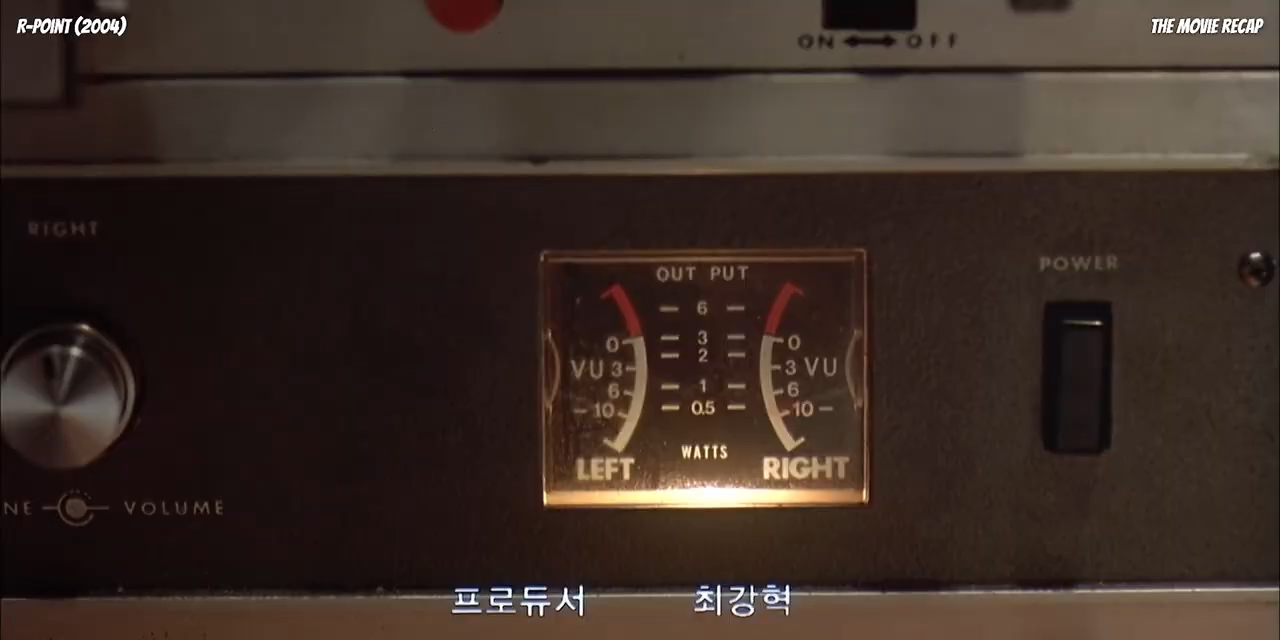 R-POINT (2004)
THE MOVIE RECAP
ON OFF
RIGHT
POWER
OUT PUT
6
3
2
1
0.5
WATTS
0
VU 3
6
10
LEFT
0
3 VU
6
10
RIGHT
NE VOLUME
프로듀서 최강혁